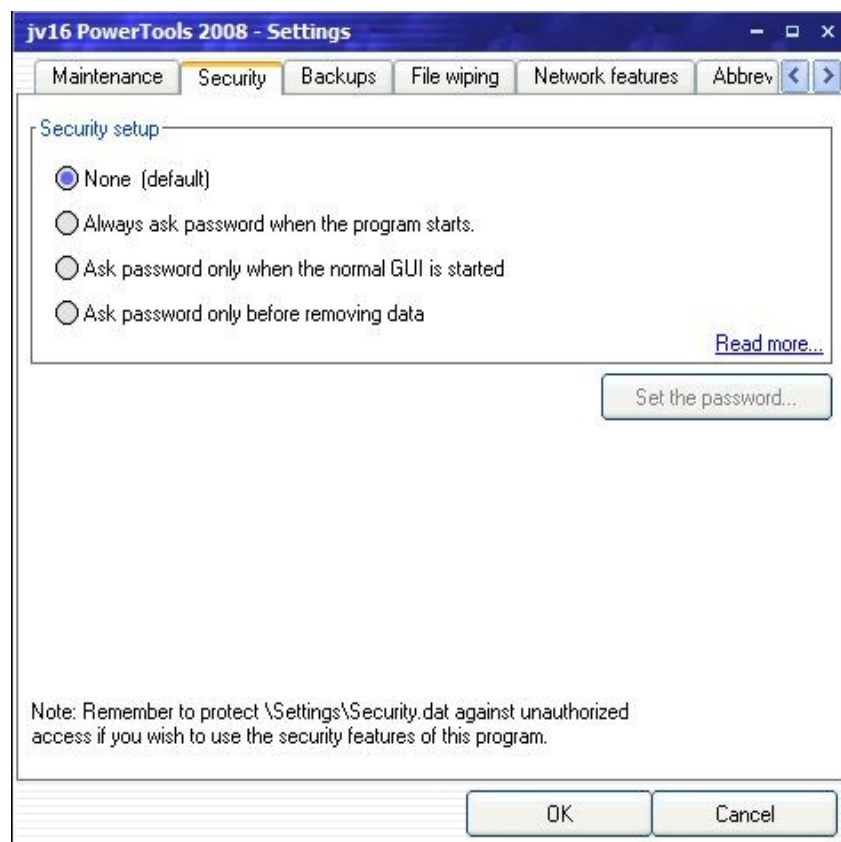 jv16 PowerTools 2008 - Settings
Maintenance
Security
Backups
File wiping
Network features
Abbrev
Security setup
None (default)
Always ask password when the program starts.
Ask password only when the normal GUI is started
Ask password only before removing data
Read more...
Set the password...
Note: Remember to protect \Settings\Security.dat against unauthorized
access if you wish to use the security features of this program.
OK
Cancel